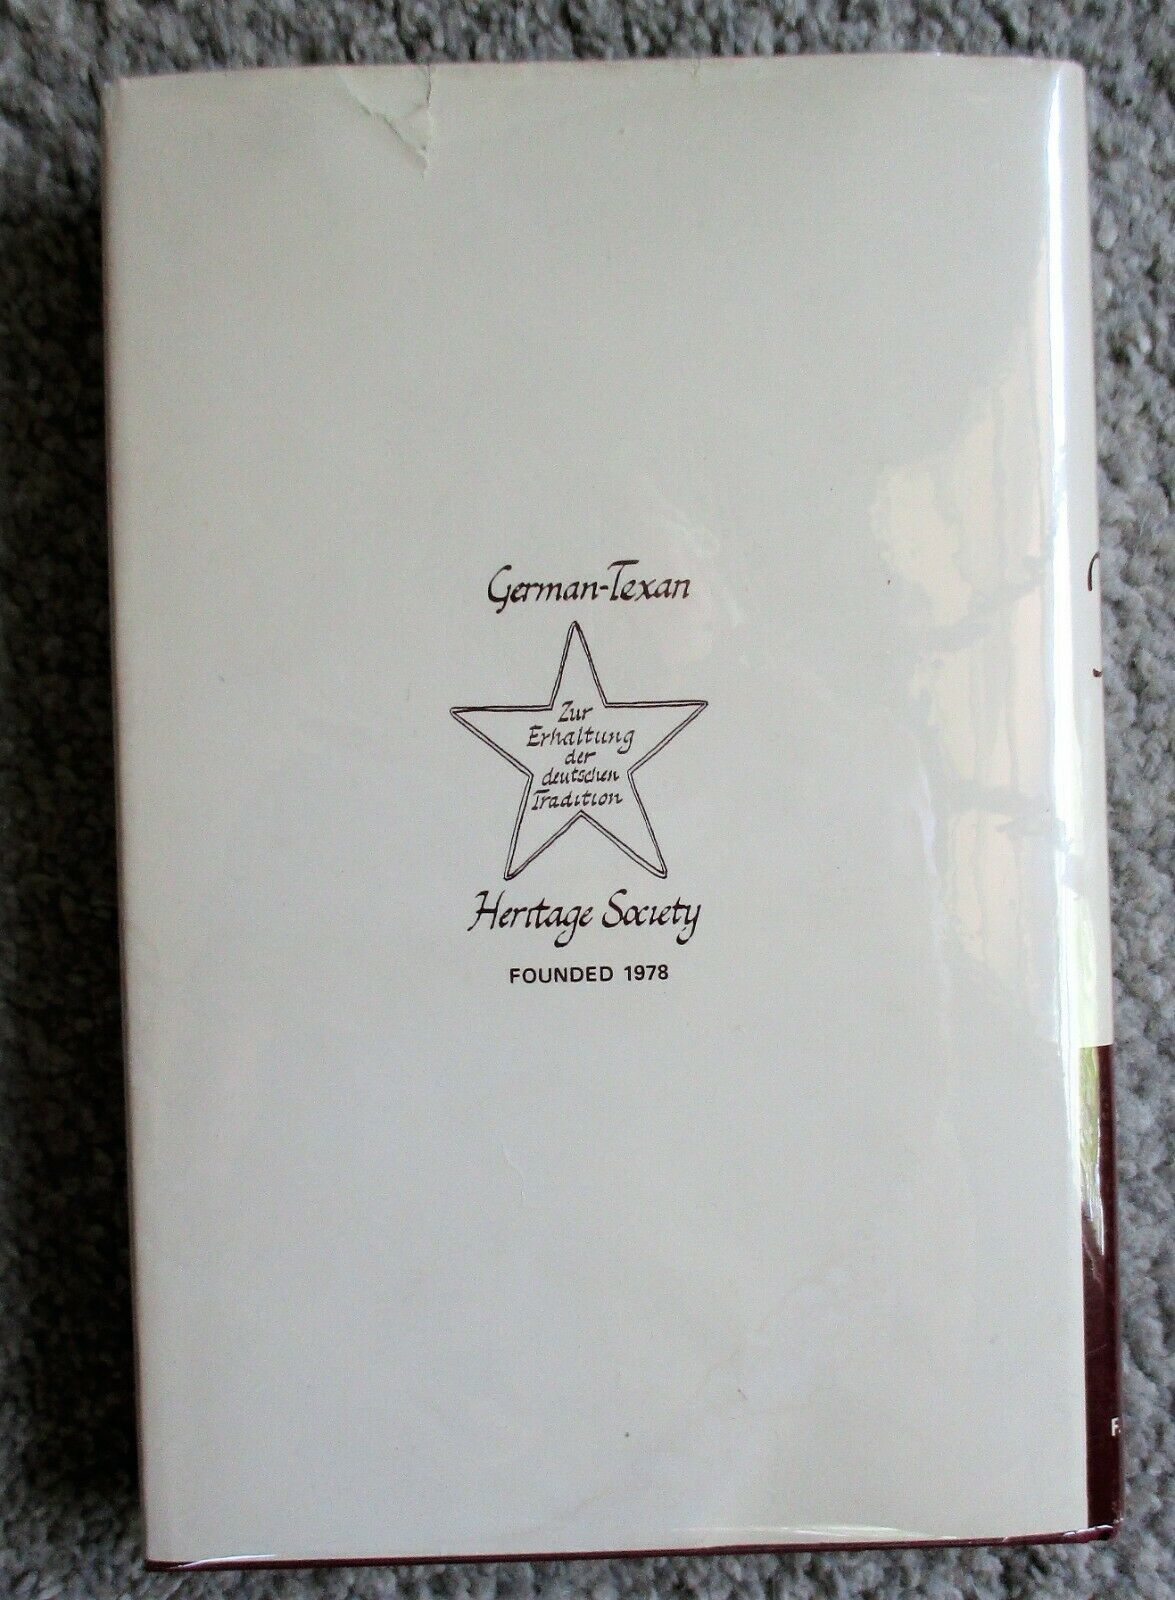 German-Texan
Zur
Erhaltung
der
deutschen
Tradition
Heritage Society
FOUNDED 1978